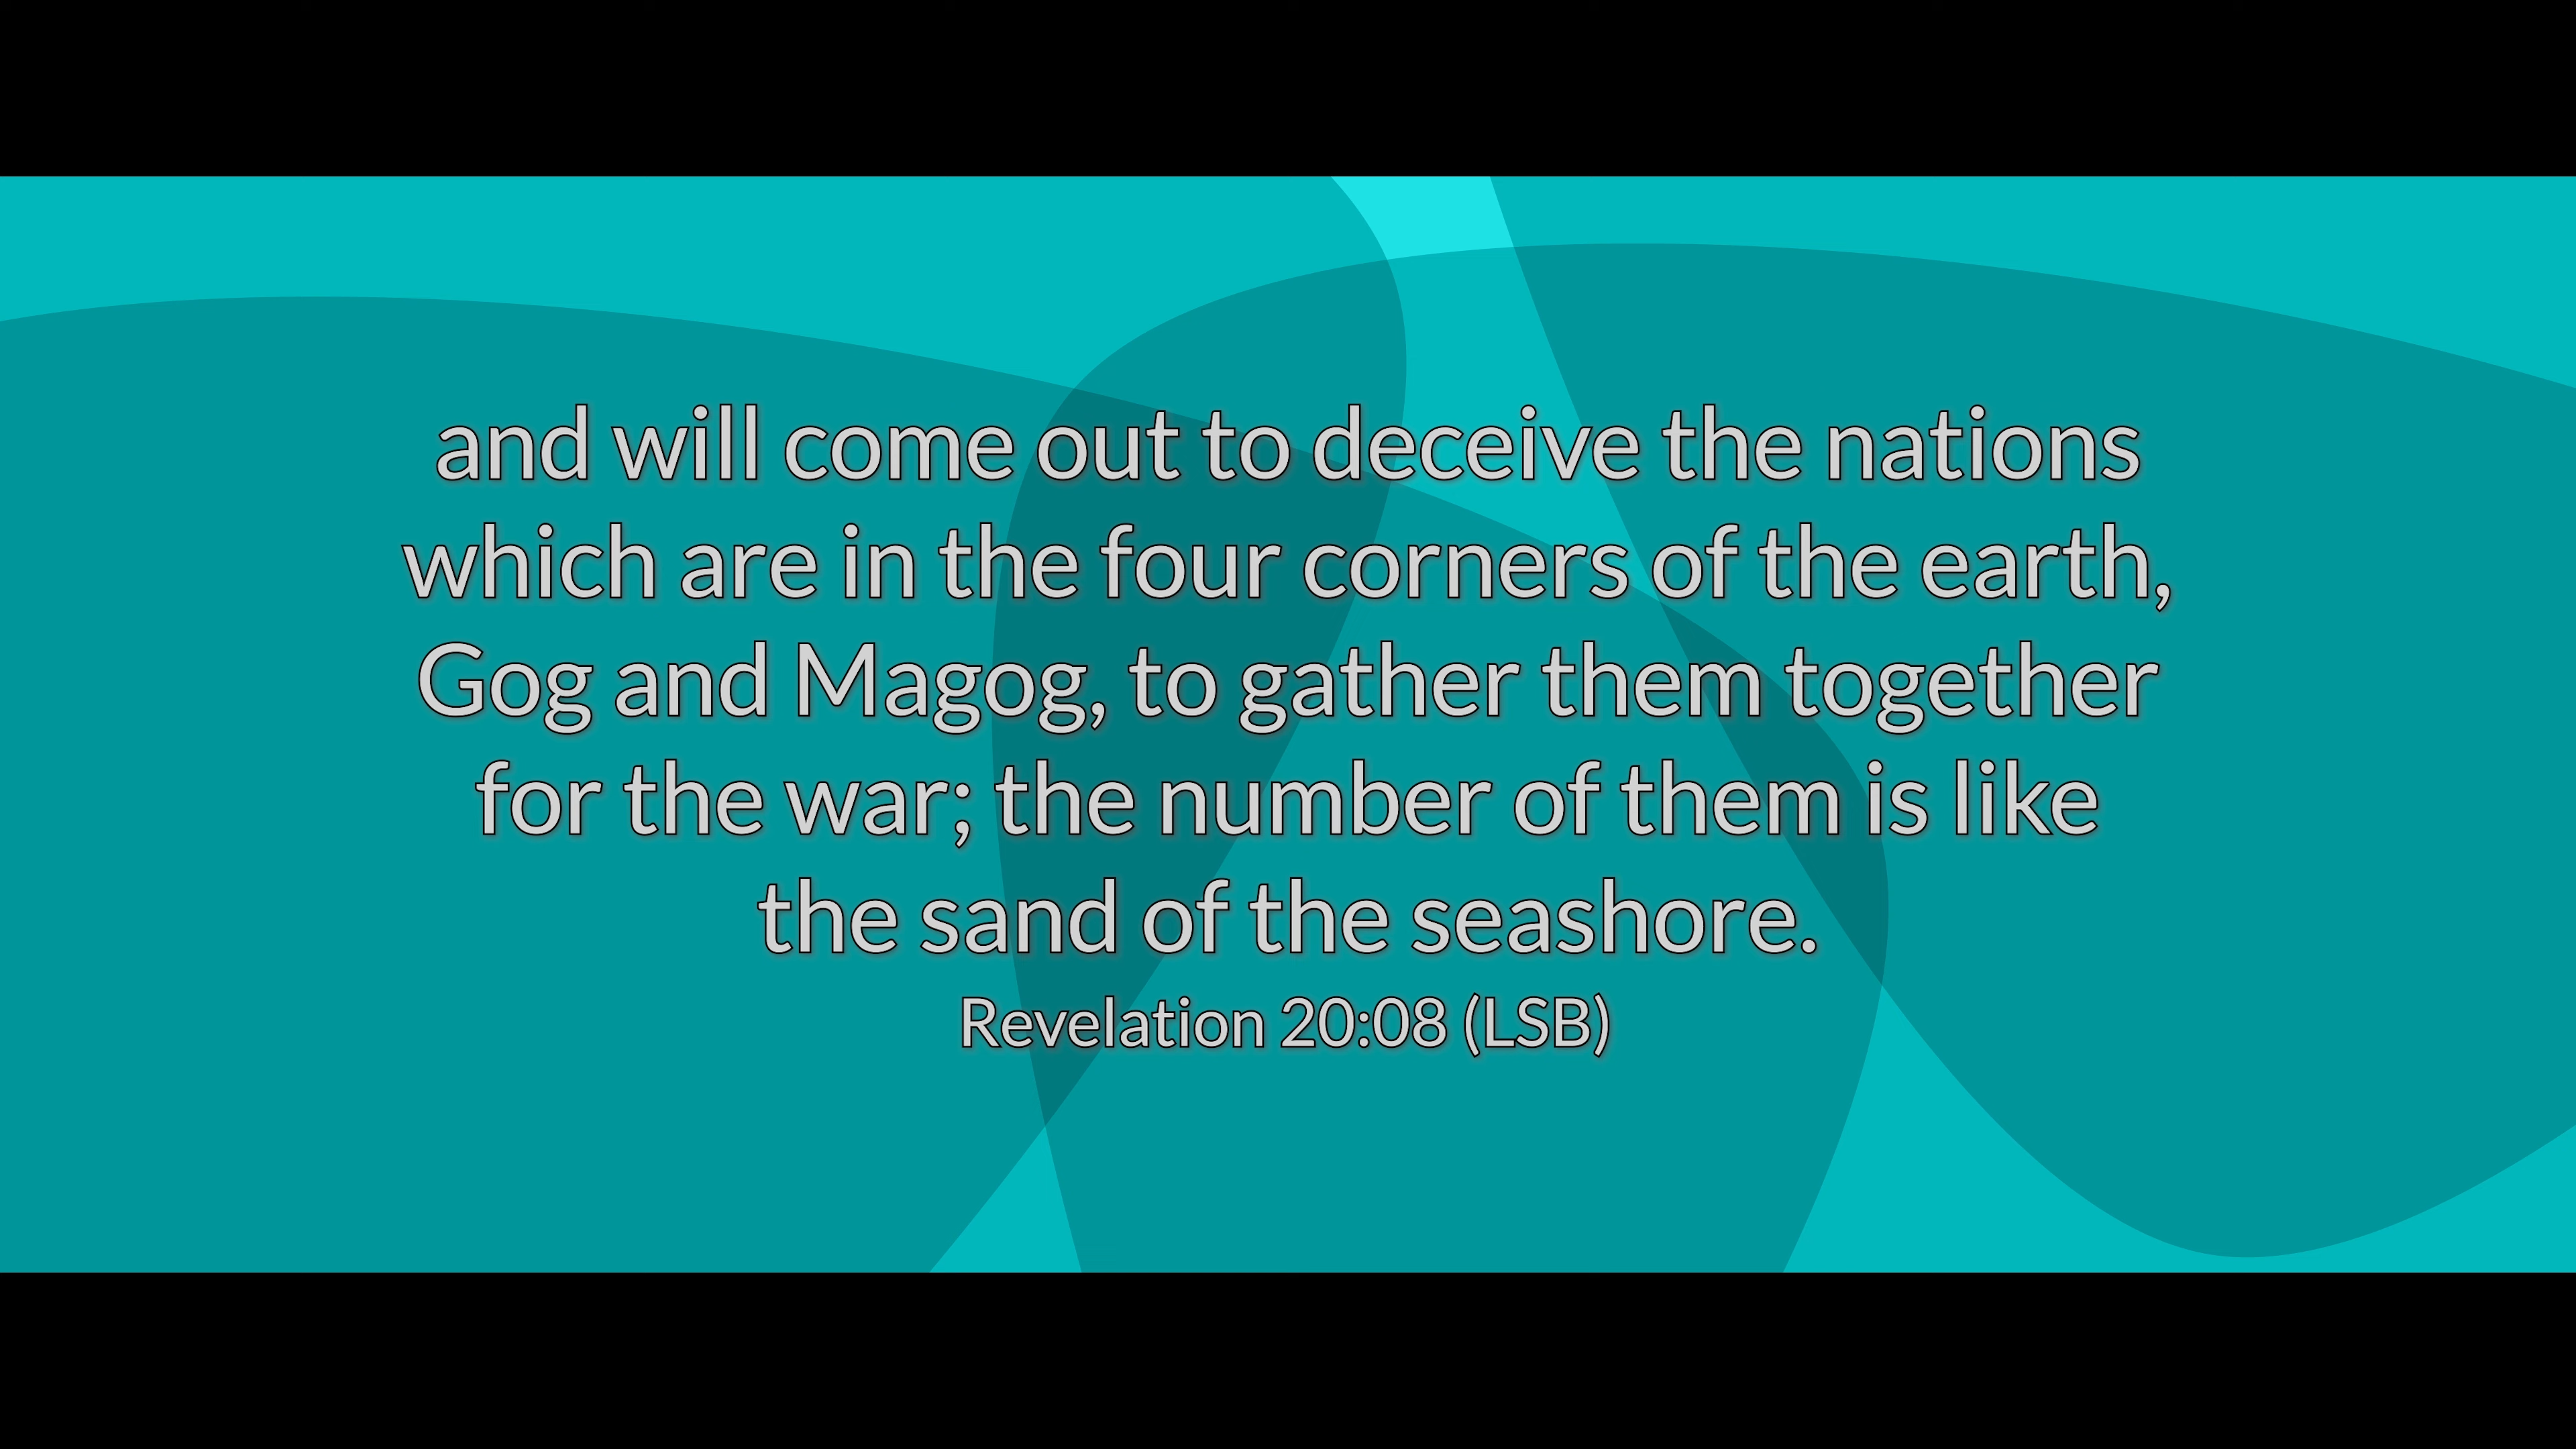 and will come out to deceive the nations
which are in the four corners of the earth,
Gog and Magog, to gather them together
for the war; the number of them is like
the sand of the seashore.
Revelation 20:08 (LSB)